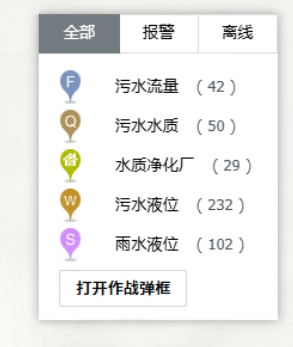 全部 报警 离线
F 污水流量 ( 42 )
Q 污水水质 ( 50 )
水质净化厂 ( 29 )
W 污水液位 ( 232 )
S 雨水液位 ( 102 )
打开作战弹框